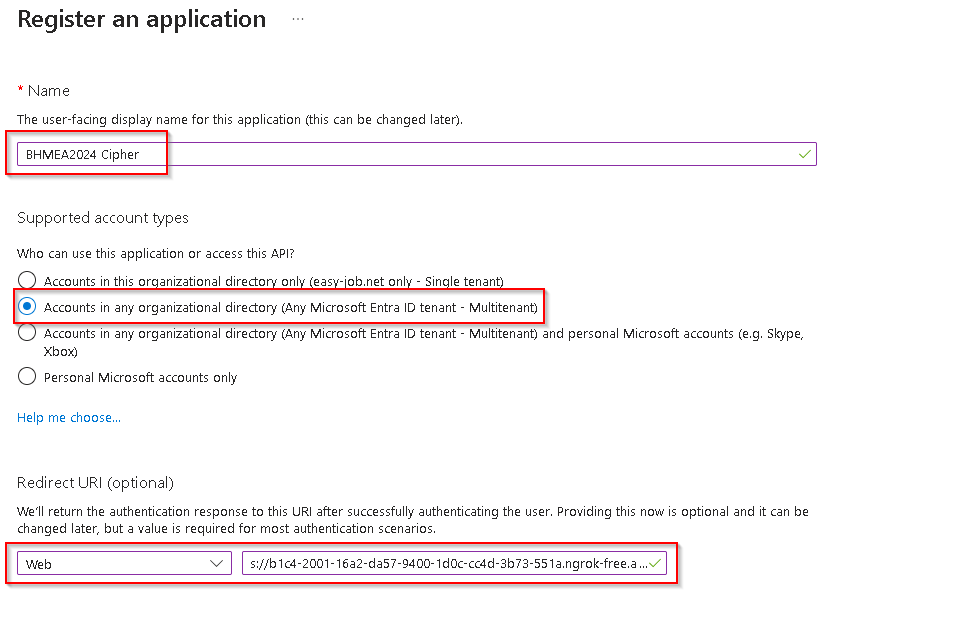 Register an application ...
* Name
The user-facing display name for this application (this can be changed later).
BHMEA2024 Cipher
Supported account types
Who can use this application or access this API?
Accounts in this organizational directory only (easy-job.net only - Single tenant)
Accounts in any organizational directory (Any Microsoft Entra ID tenant - Multitenant)
Accounts in any organizational directory (Any Microsoft Entra ID tenant - Multitenant) and personal Microsoft accounts (e.g. Skype,
Xbox)
Personal Microsoft accounts only
Help me choose...
Redirect URI (optional)
We'll return the authentication response to this URI after successfully authenticating the user. Providing this now is optional and it can be
changed later, but a value is required for most authentication scenarios.
Web s://b1c4-2001-16a2-da57-9400-1d0c-cc4d-3b73-551a.ngrok-free.a...